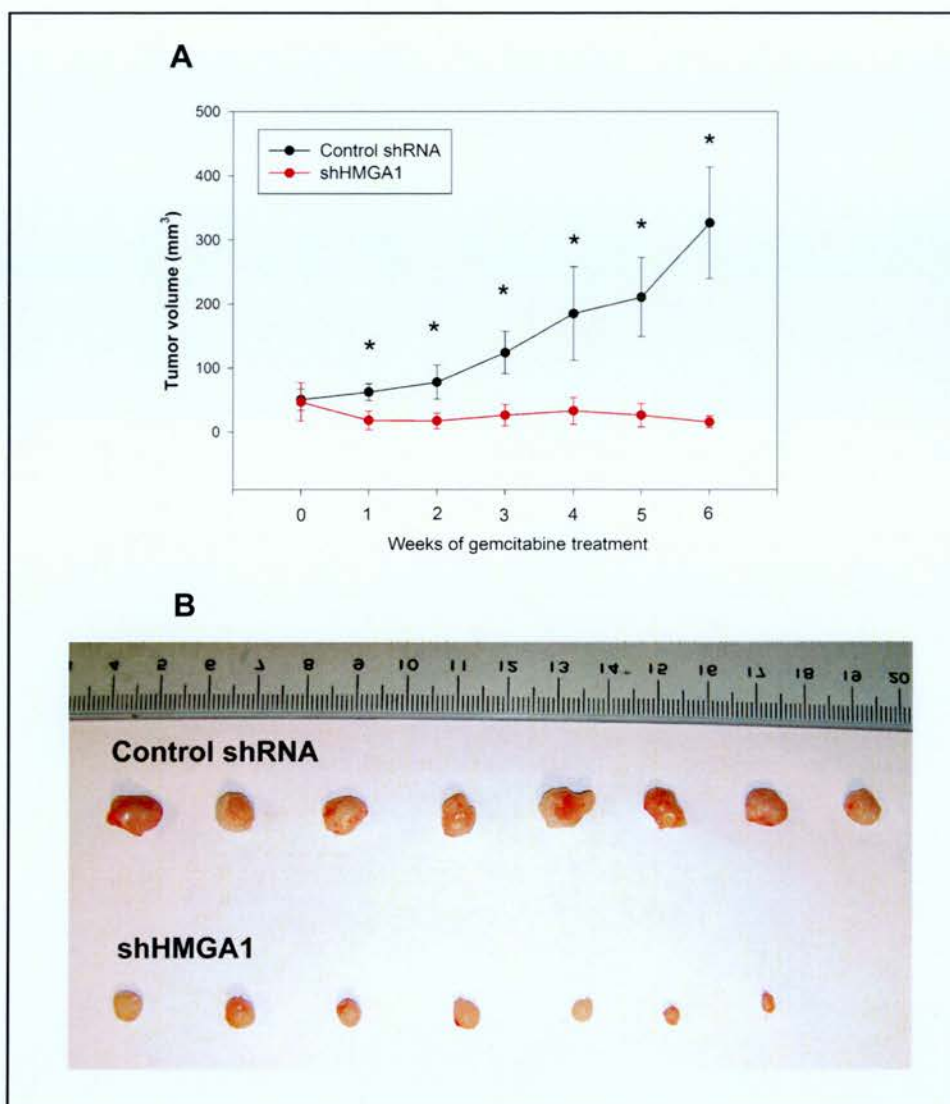 A
500
400
300
200
100
0
Tumor volume (mm³)
Control shRNA
shHMGA1
*
*
*
*
*
*
0 1 2 3 4 5 6
Weeks of gemcitabine treatment
B
4 5 6 7 8 9 10 11 12 13 14 15 16 17 18 19 20
Control shRNA
shHMGA1